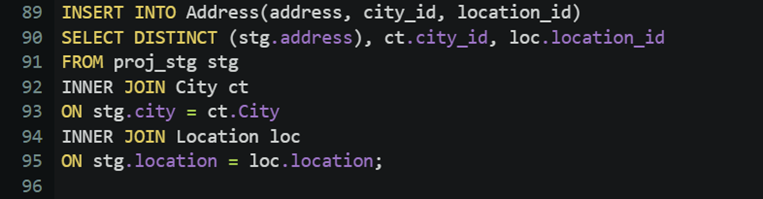 89 INSERT INTO Address(address, city_id, location_id)
90 SELECT DISTINCT (stg.address), ct.city_id, loc.location_id
91 FROM proj_stg stg
92 INNER JOIN City ct
93 ON stg.city = ct.City
94 INNER JOIN Location loc
95 ON stg.location = loc.location;
96